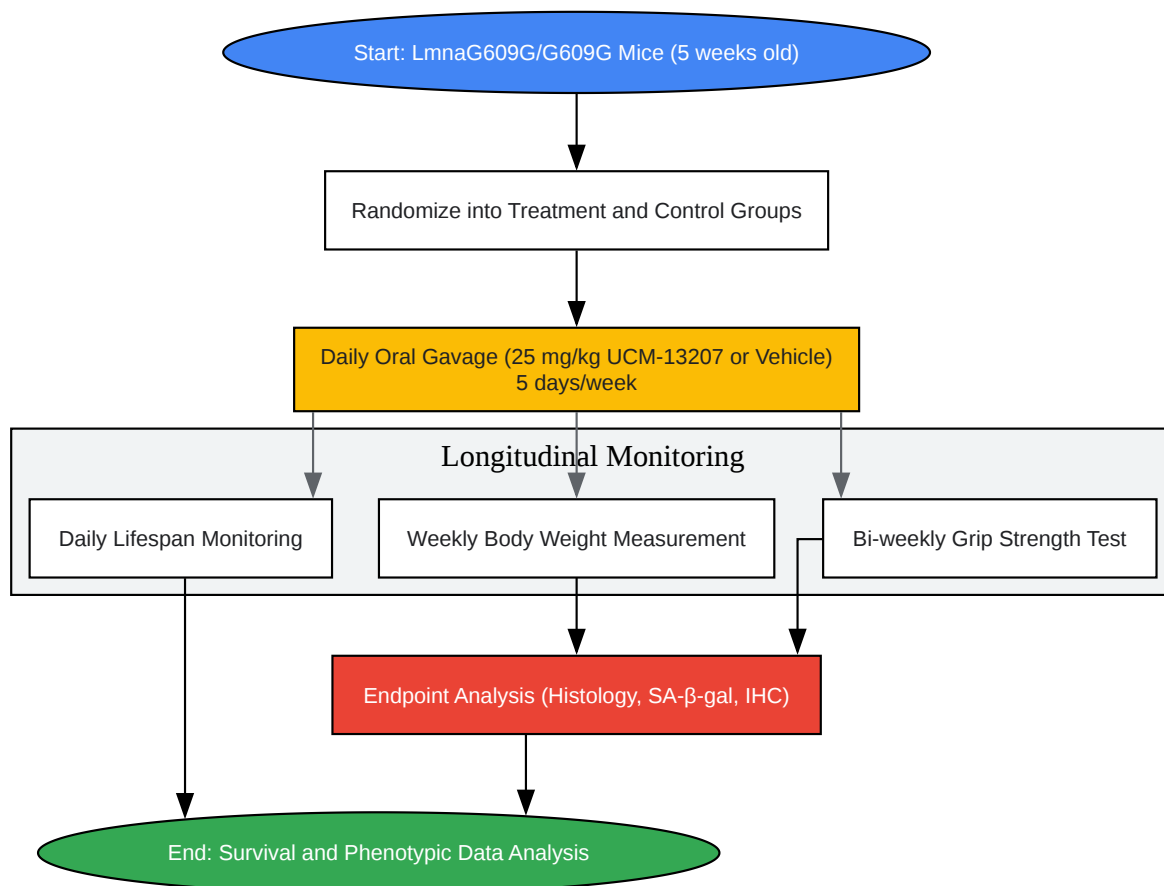 Start: LmnaG609G/G609G Mice (5 weeks old)
Randomize into Treatment and Control Groups
Daily Oral Gavage (25 mg/kg UCM-13207 or Vehicle)
5 days/week
Longitudinal Monitoring
Daily Lifespan Monitoring
Weekly Body Weight Measurement
Bi-weekly Grip Strength Test
Endpoint Analysis (Histology, SA-β-gal, IHC)
End: Survival and Phenotypic Data Analysis